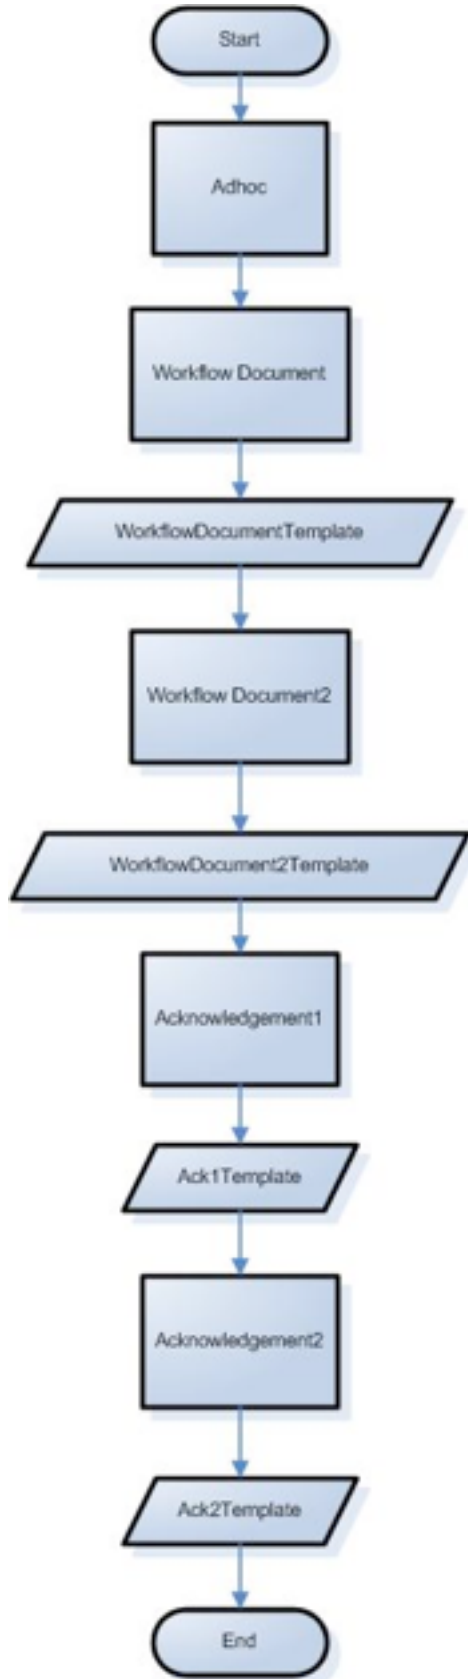 Start
Adhoc
Workflow Document
WorkflowDocumentTemplate
Workflow Document2
WorkflowDocument2Template
Acknowledgement1
Ack1Template
Acknowledgement2
Ack2Template
End